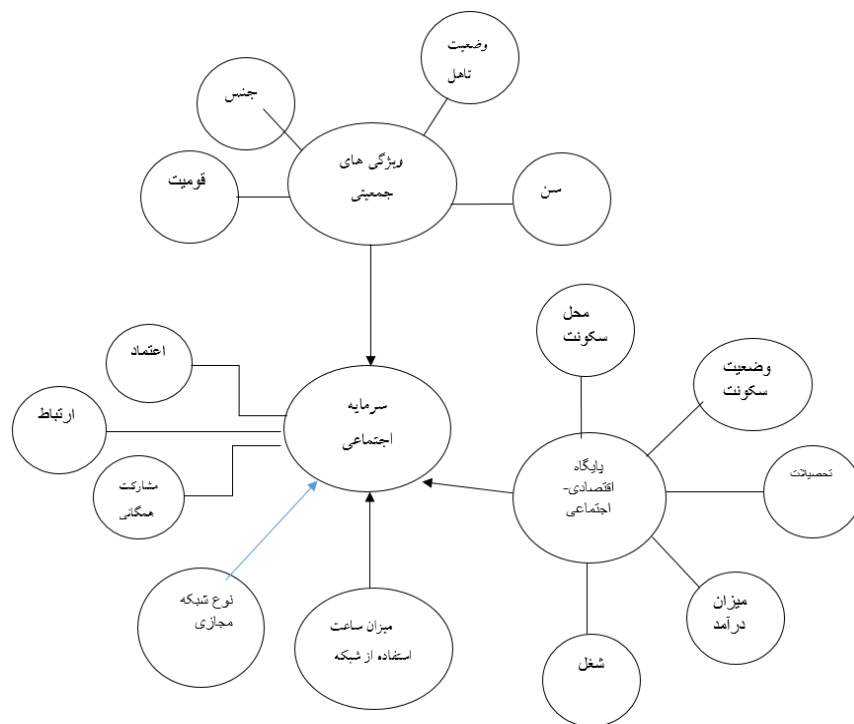 وضعیت
تاهل
جنس
ویژگی های
جمعیتی
قومیت
سن
محل
سکونت
وضعیت
سکونت
اعتماد
سرمایه
اجتماعی
ارتباط
پایگاه
اقتصادی-
اجتماعی
تحصیلات
مشارکت
همگانی
نوع شبکه
مجازی
میزان ساعت
استفاده از شبکه
میزان
درآمد
شغل